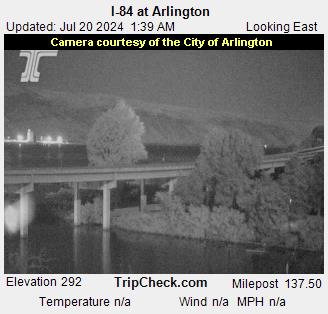 I-84 at Arlington
Updated: Jul 20 2024 1:39 AM Looking East
Camera courtesy of the City of Arlington
Elevation 292 TripCheck.com Milepost 137.50
Temperature n/a Wind n/a MPH n/a